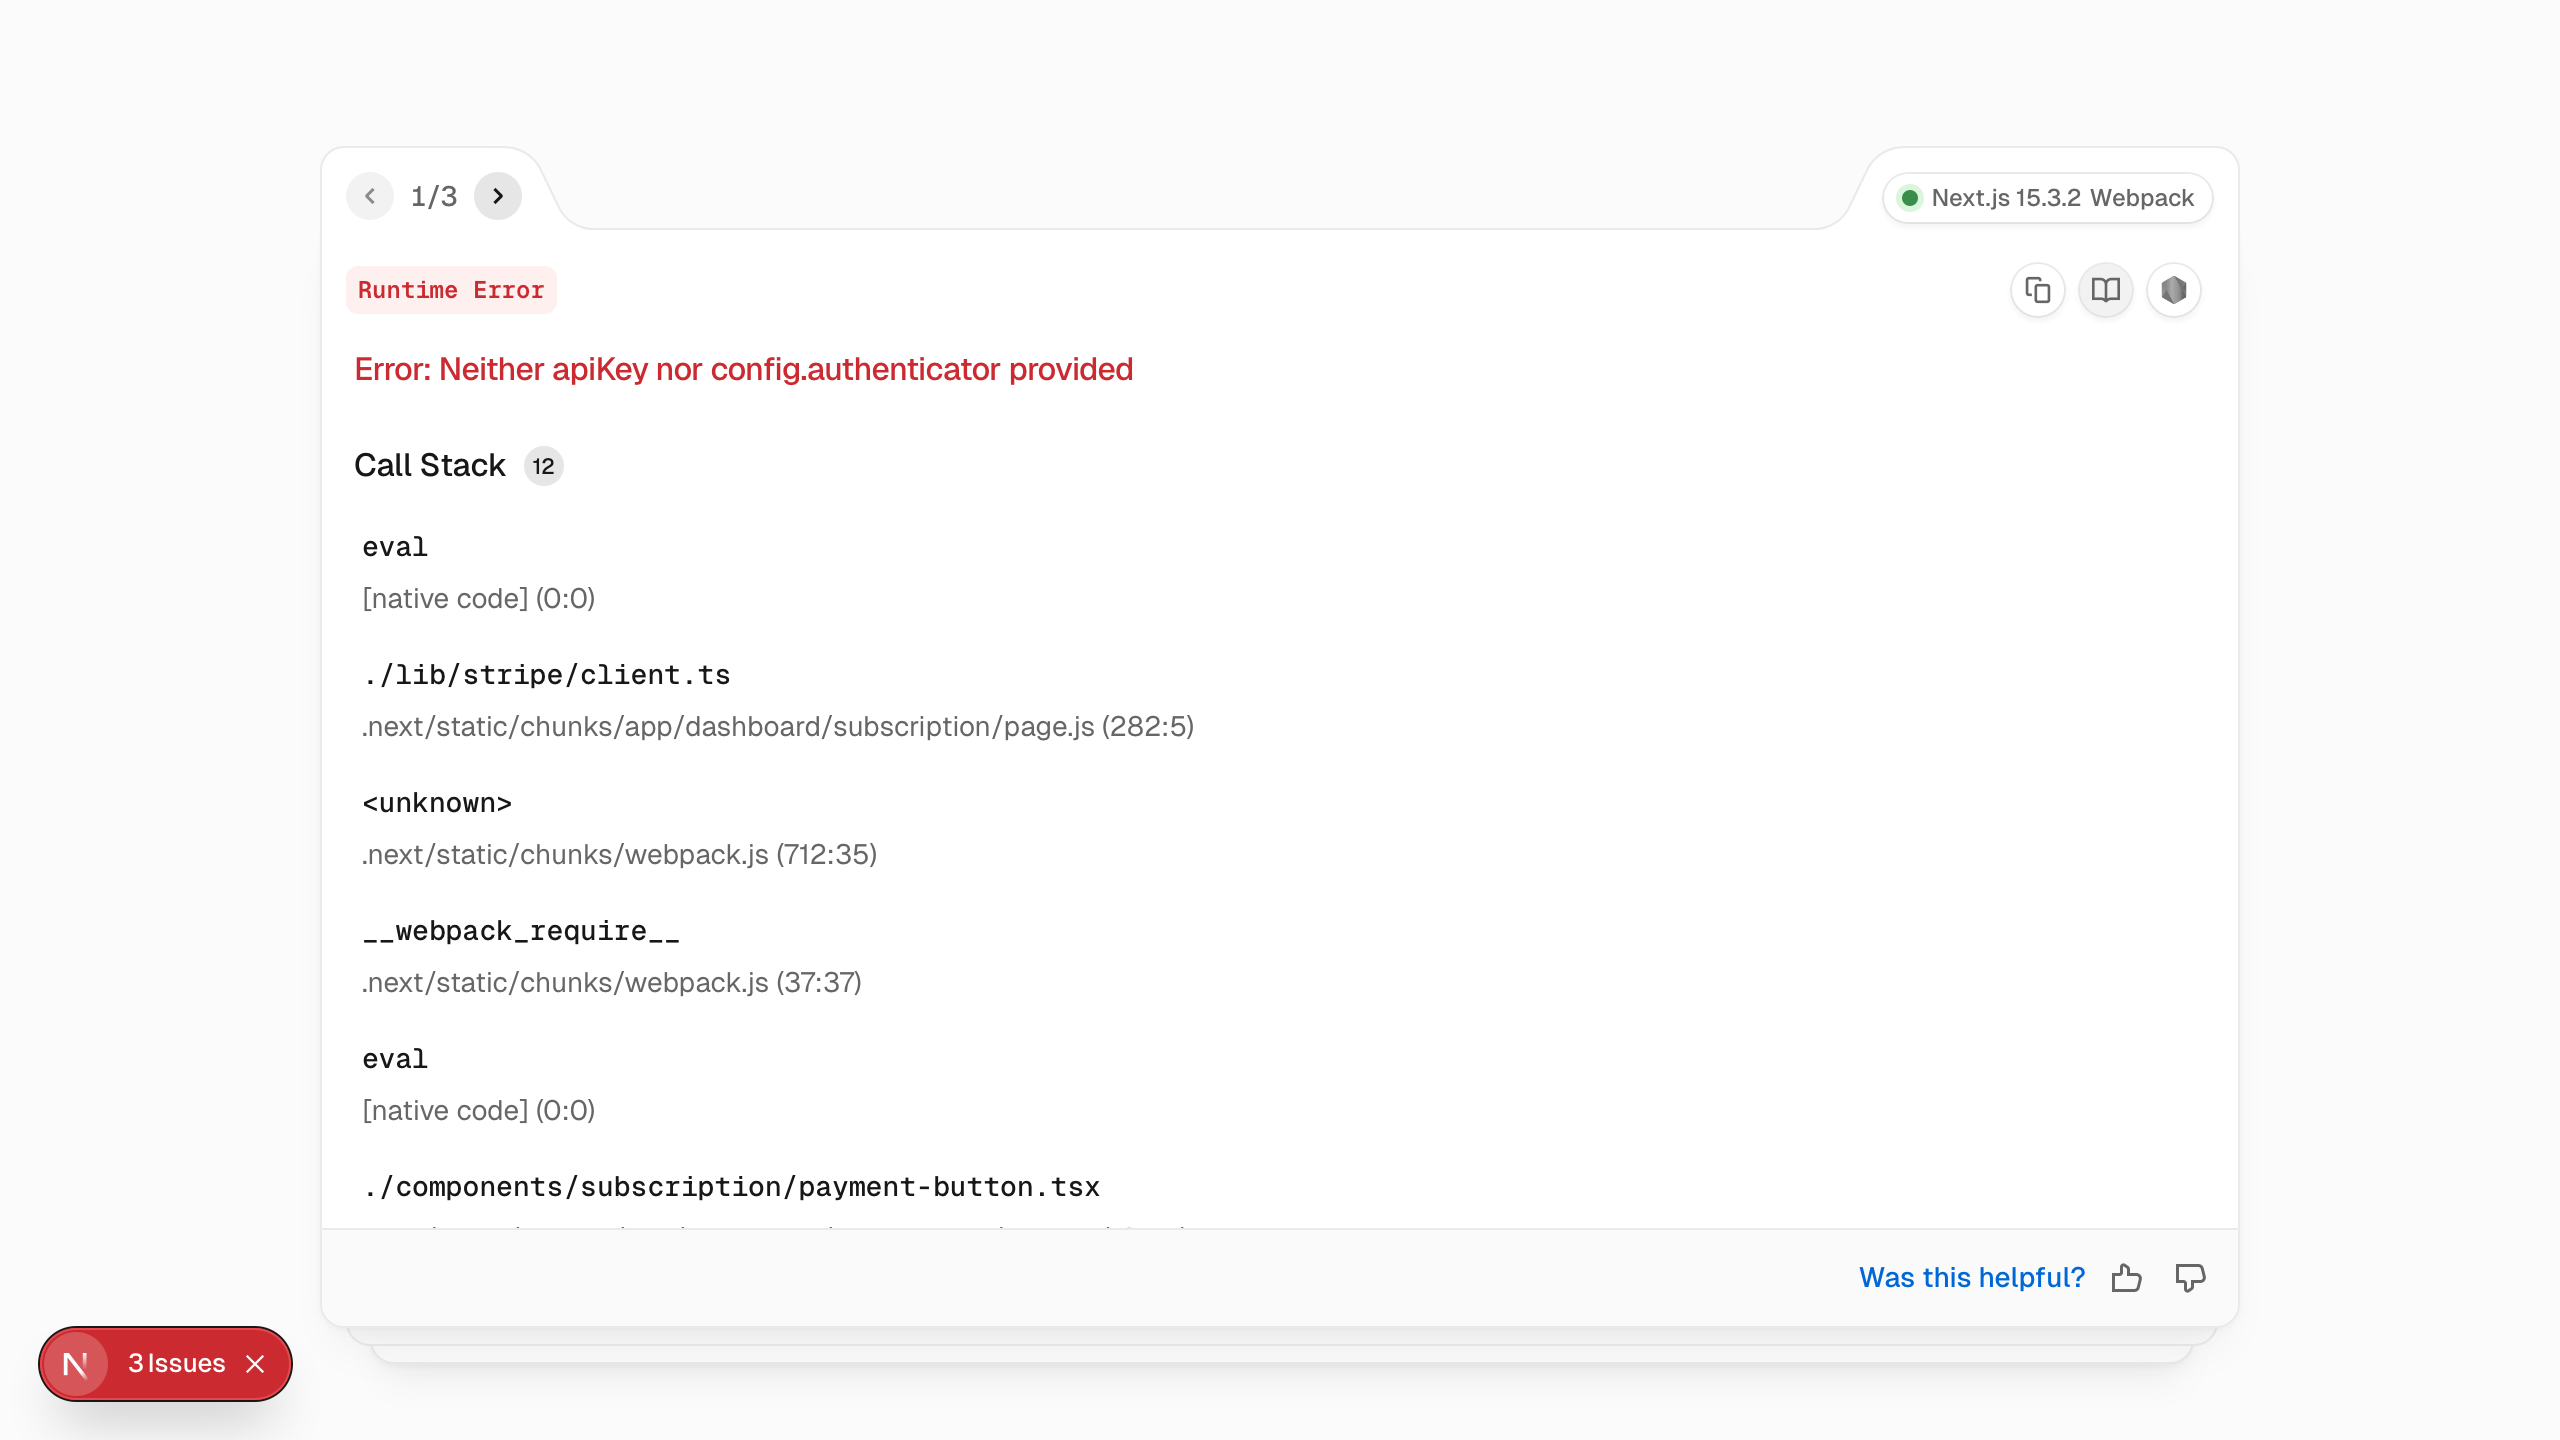 1/3
Next.js 15.3.2 Webpack
Runtime Error
Error: Neither apiKey nor config.authenticator provided
Call Stack 12
eval
[native code] (0:0)
./lib/stripe/client.ts
.next/static/chunks/app/dashboard/subscription/page.js (282:5)
<unknown>
.next/static/chunks/webpack.js (712:35)
__webpack_require__
.next/static/chunks/webpack.js (37:37)
eval
[native code] (0:0)
./components/subscription/payment-button.tsx
Was this helpful?
N 3 Issues